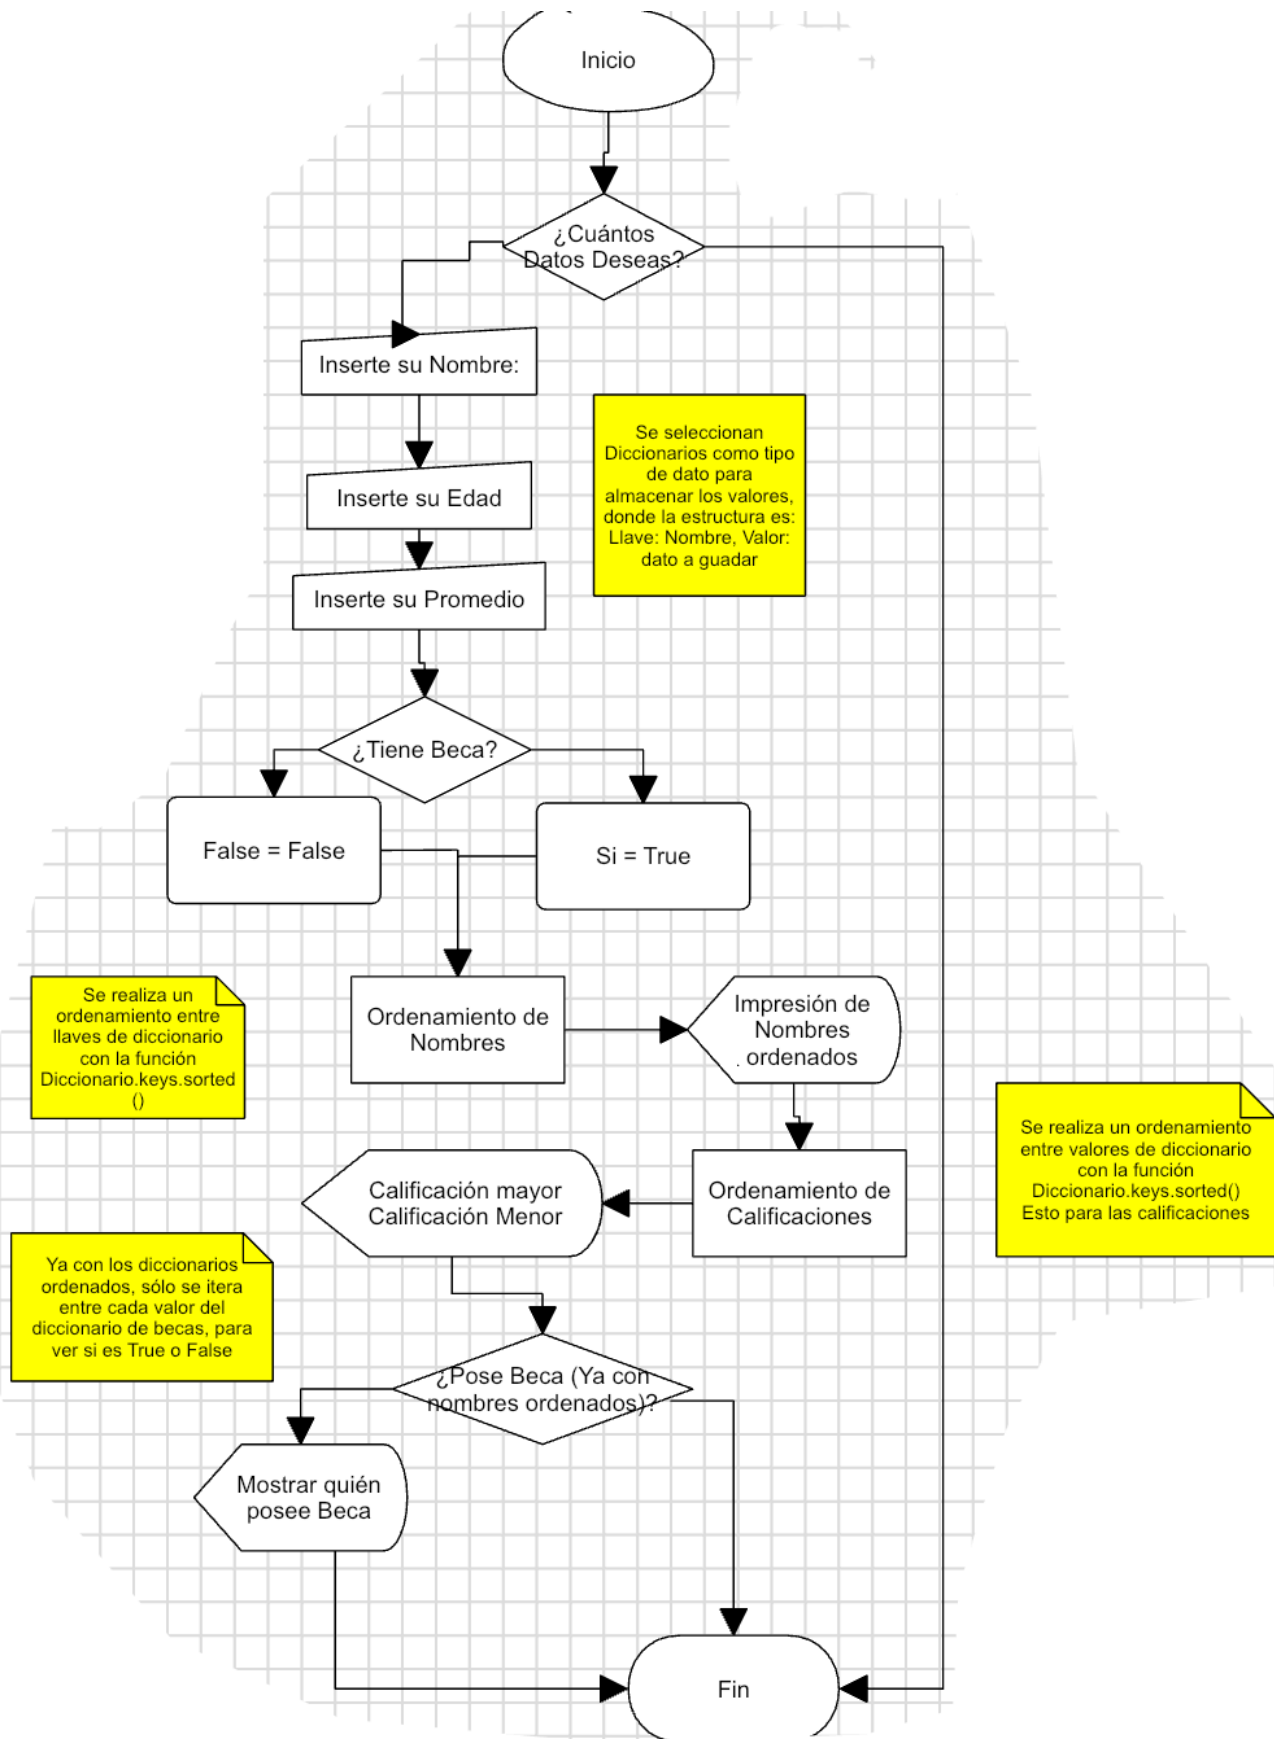 Inicio
¿Cuántos
Datos Deseas?
Inserte su Nombre:
Se seleccionan
Diccionarios como tipo
de dato para
almacenar los valores,
donde la estructura es:
Llave: Nombre, Valor:
dato a guadar
Inserte su Edad
Inserte su Promedio
¿Tiene Beca?
False = False
Si = True
Se realiza un
ordenamiento entre
llaves de diccionario
con la función
Diccionario.keys.sorted
()
Ordenamiento de
Nombres
Impresión de
Nombres
. ordenados
Se realiza un ordenamiento
entre valores de diccionario
con la función
Diccionario.keys.sorted()
Esto para las calificaciones
Calificación mayor
Calificación Menor
Ordenamiento de
Calificaciones
Ya con los diccionarios
ordenados, sólo se itera
entre cada valor del
diccionario de becas, para
ver si es True o False
¿Pose Beca (Ya con
nombres ordenados)?
Mostrar quién
posee Beca
Fin